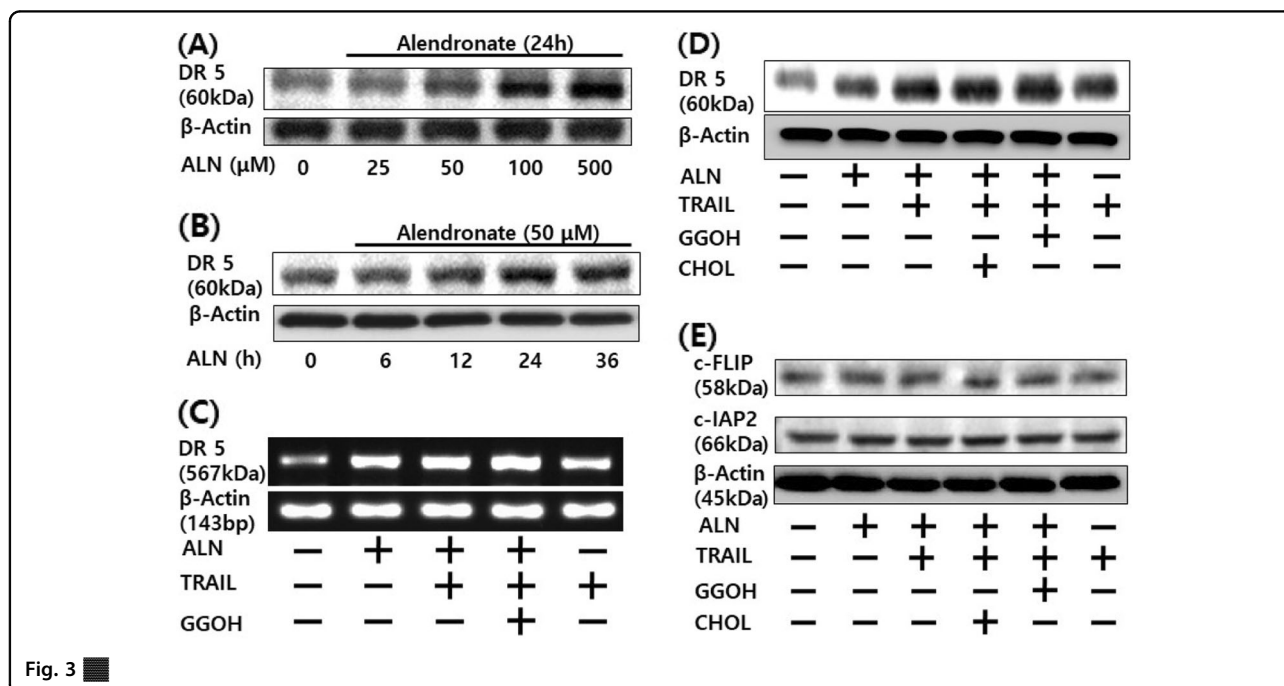 (A)
Alendronate (24h)
DR 5
(60kDa)
β-Actin
ALN (μM) 0 25 50 100 500
(B)
Alendronate (50 μM)
DR 5
(60kDa)
β-Actin
ALN (h) 0 6 12 24 36
(C)
DR 5
(567kDa)
β-Actin
(143bp)
ALN − + + + −
TRAIL − − + + +
GGOH − − − + −
(D)
DR 5
(60kDa)
β-Actin
ALN − + + + + −
TRAIL − − + + + +
GGOH − − − − + −
CHOL − − − + − −
(E)
c-FLIP
(58kDa)
c-IAP2
(66kDa)
β-Actin
(45kDa)
ALN − + + + + −
TRAIL − − + + + +
GGOH − − − − + −
CHOL − − − + − −
Fig. 3